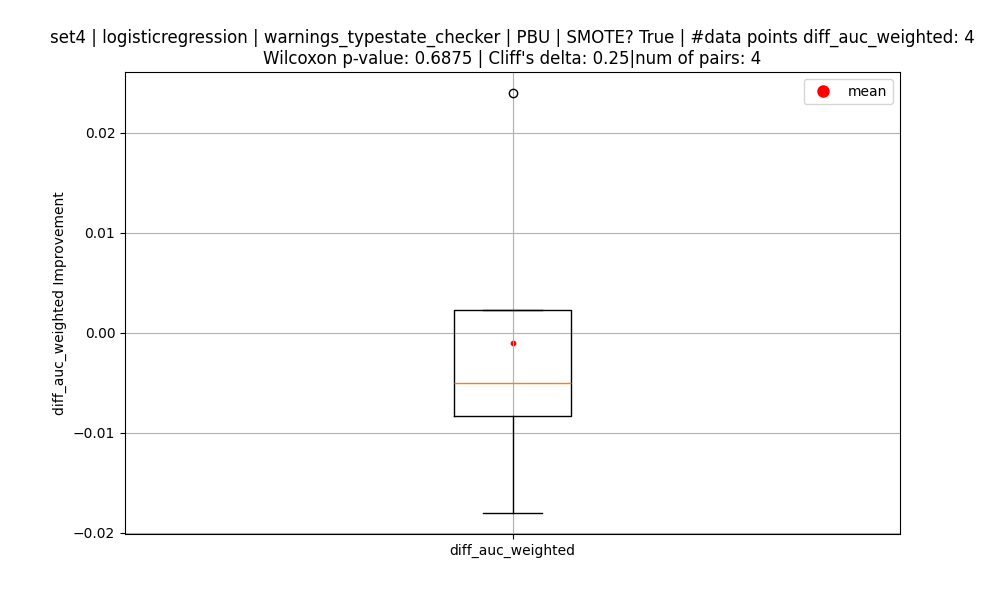 set4 | logisticregression | warnings_typestate_checker | PBU | SMOTE? True | #data points diff_auc_weighted: 4
Wilcoxon p-value: 0.6875 | Cliff's delta: 0.25|num of pairs: 4
mean
diff_auc_weighted Improvement
0.02
0.01
0.00
−0.01
−0.02
diff_auc_weighted